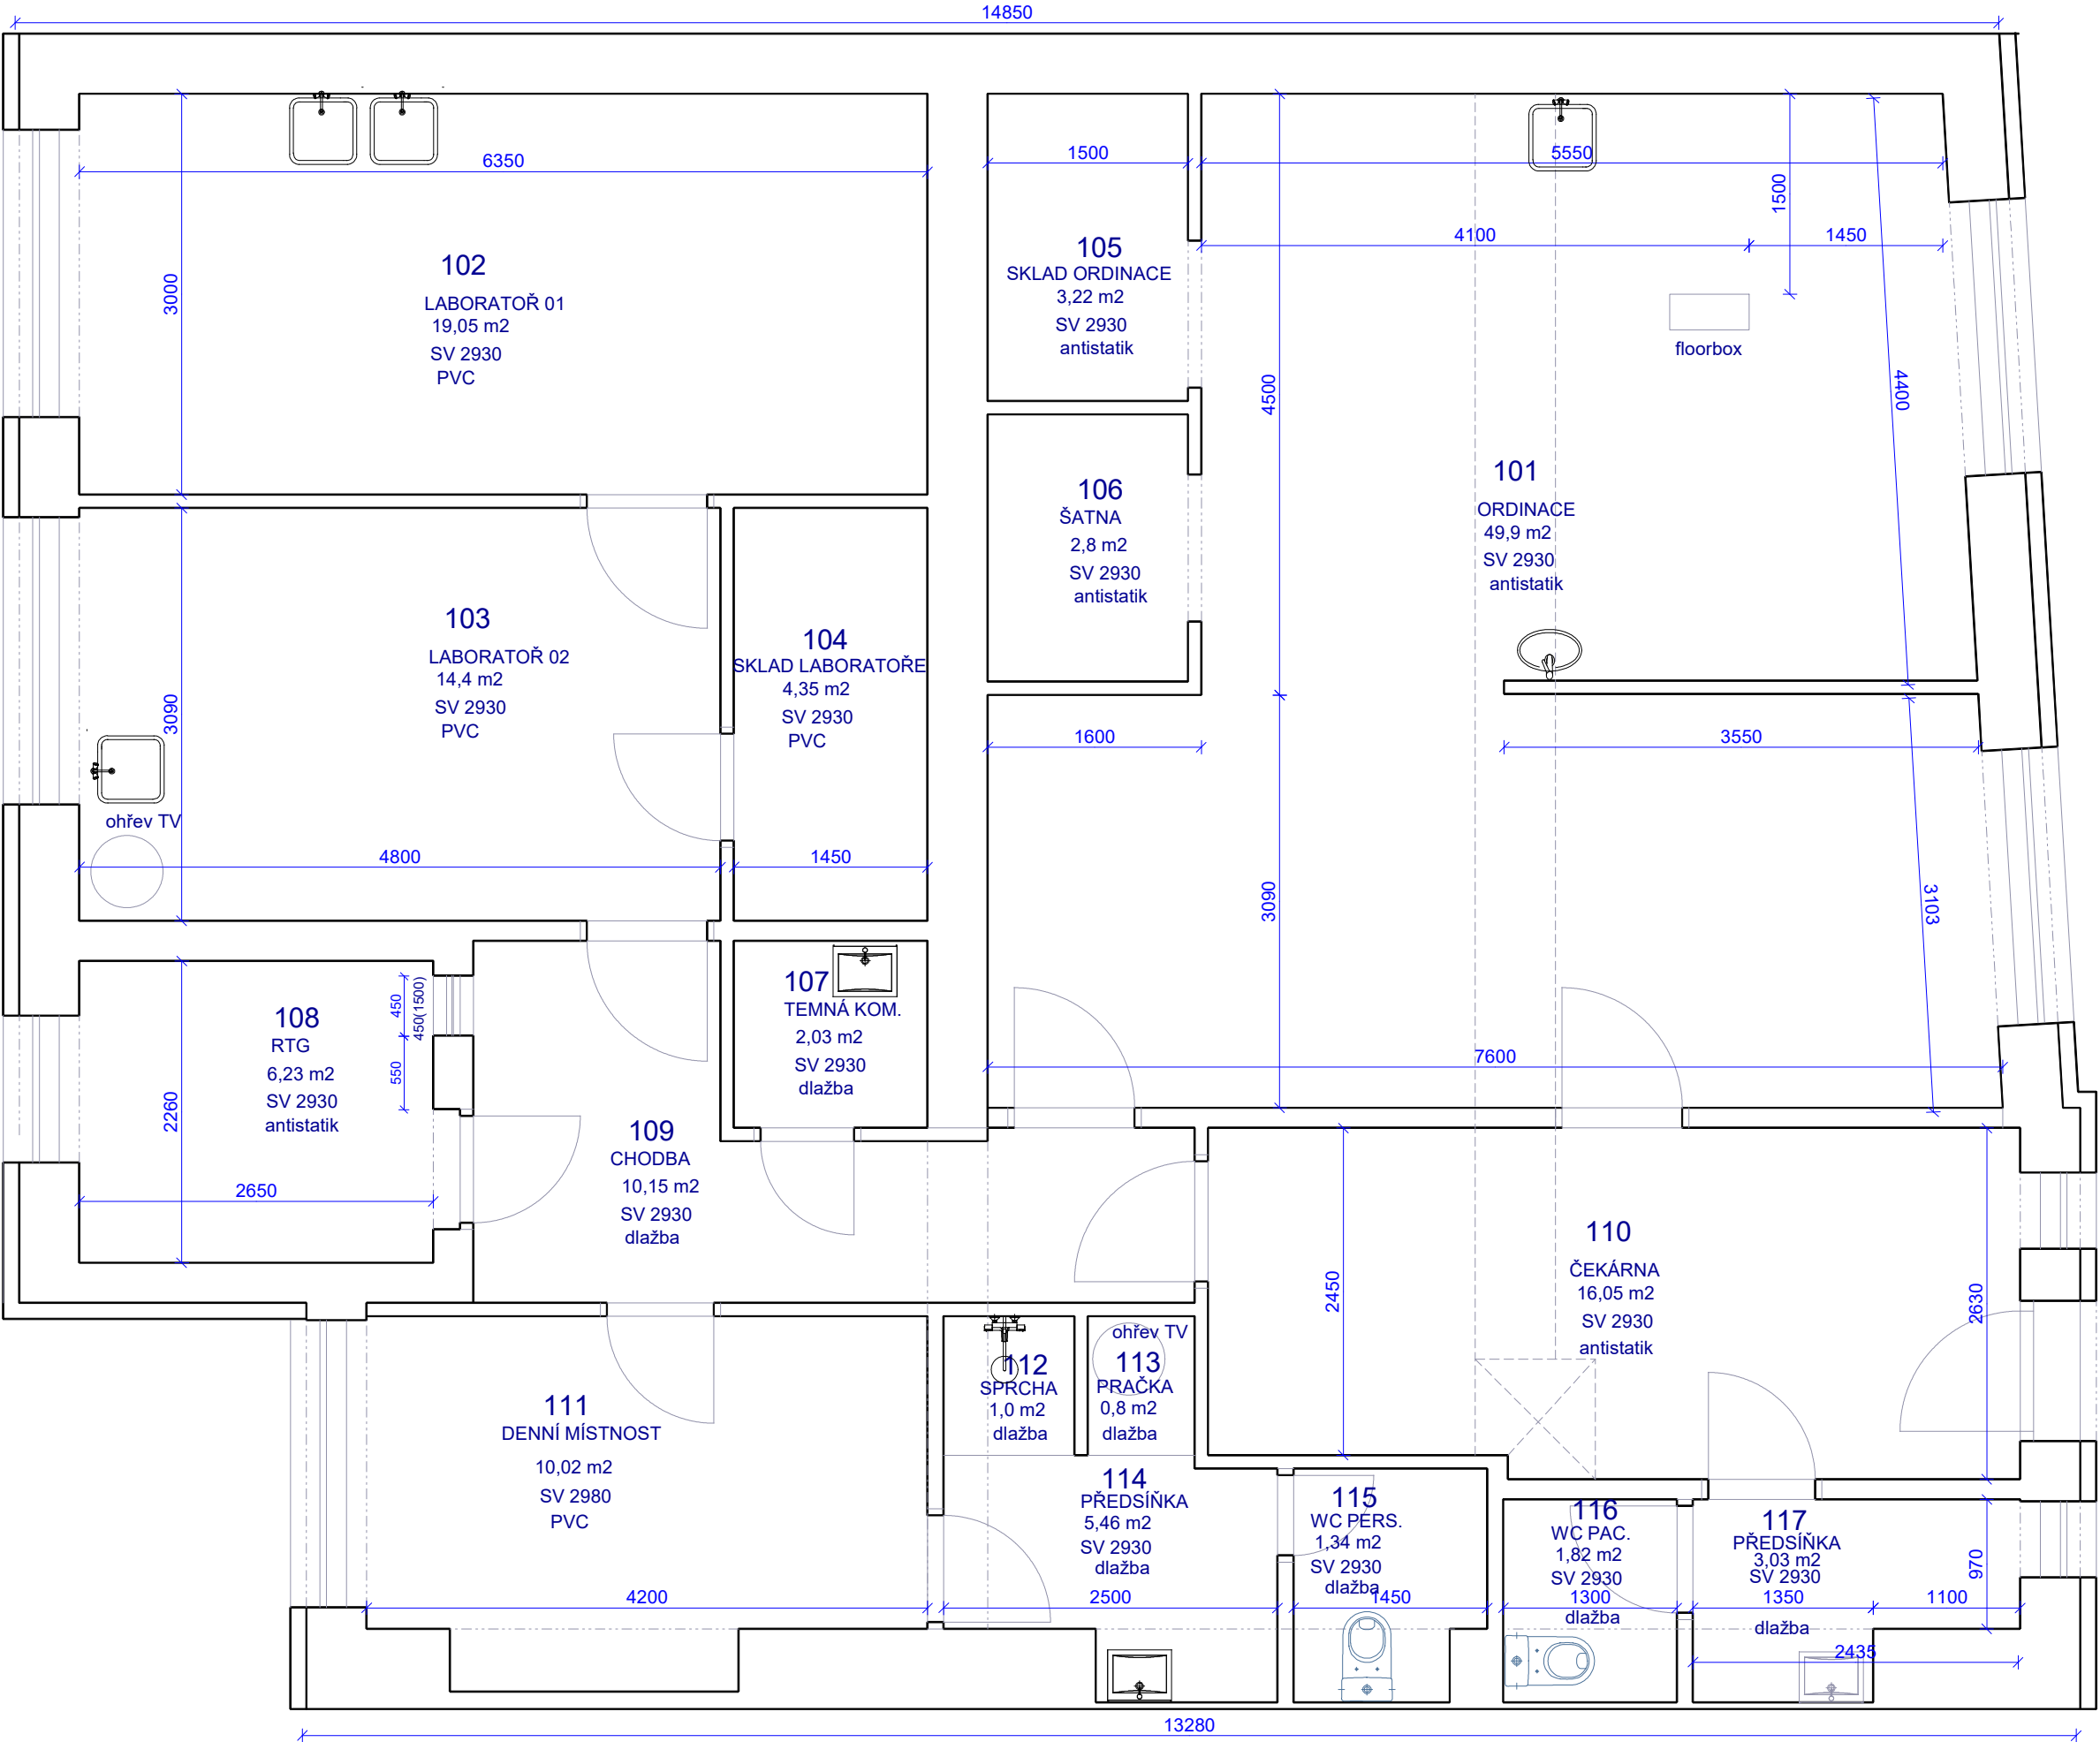 14850
6350
1500
5550
1500
4100
1450
3000
102
LABORATOŘ 01
19,05 m2
SV 2930
PVC
105
SKLAD ORDINACE
3,22 m2
SV 2930
antistatik
floorbox
4500
4400
101
ORDINACE
49,9 m2
SV 2930
antistatik
106
ŠATNA
2,8 m2
SV 2930
antistatik
103
LABORATOŘ 02
14,4 m2
SV 2930
PVC
104
SKLAD LABORATOŘE
4,35 m2
SV 2930
PVC
3090
1600
3550
ohřev TV
4800
1450
3090
3103
108
RTG
6,23 m2
SV 2930
antistatik
450
450(1500)
550
107
TEMNÁ KOM.
2,03 m2
SV 2930
dlažba
7600
2260
2650
109
CHODBA
10,15 m2
SV 2930
dlažba
110
ČEKÁRNA
16,05 m2
SV 2930
antistatik
2450
2630
ohřev TV
111
DENNÍ MÍSTNOST
10,02 m2
SV 2980
PVC
112
SPRCHA
1,0 m2
dlažba
113
PRAČKA
0,8 m2
dlažba
114
PŘEDSÍŇKA
5,46 m2
SV 2930
dlažba
115
WC PERS.
1,34 m2
SV 2930
dlažba
116
WC PAC.
1,82 m2
SV 2930
dlažba
117
PŘEDSÍŇKA
3,03 m2
SV 2930
dlažba
970
4200
2500
1450
1300
1350
1100
2435
13280